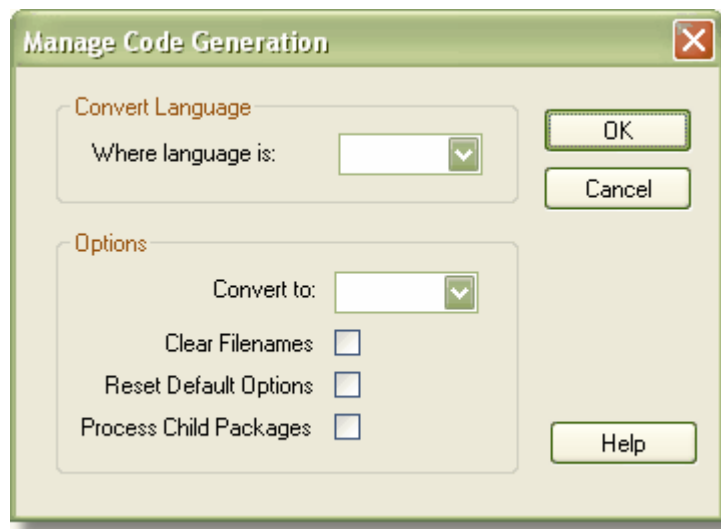 Manage Code Generation
Convert Language
Where language is:
OK
Cancel
Options
Convert to:
Clear Filenames
Reset Default Options
Process Child Packages
Help